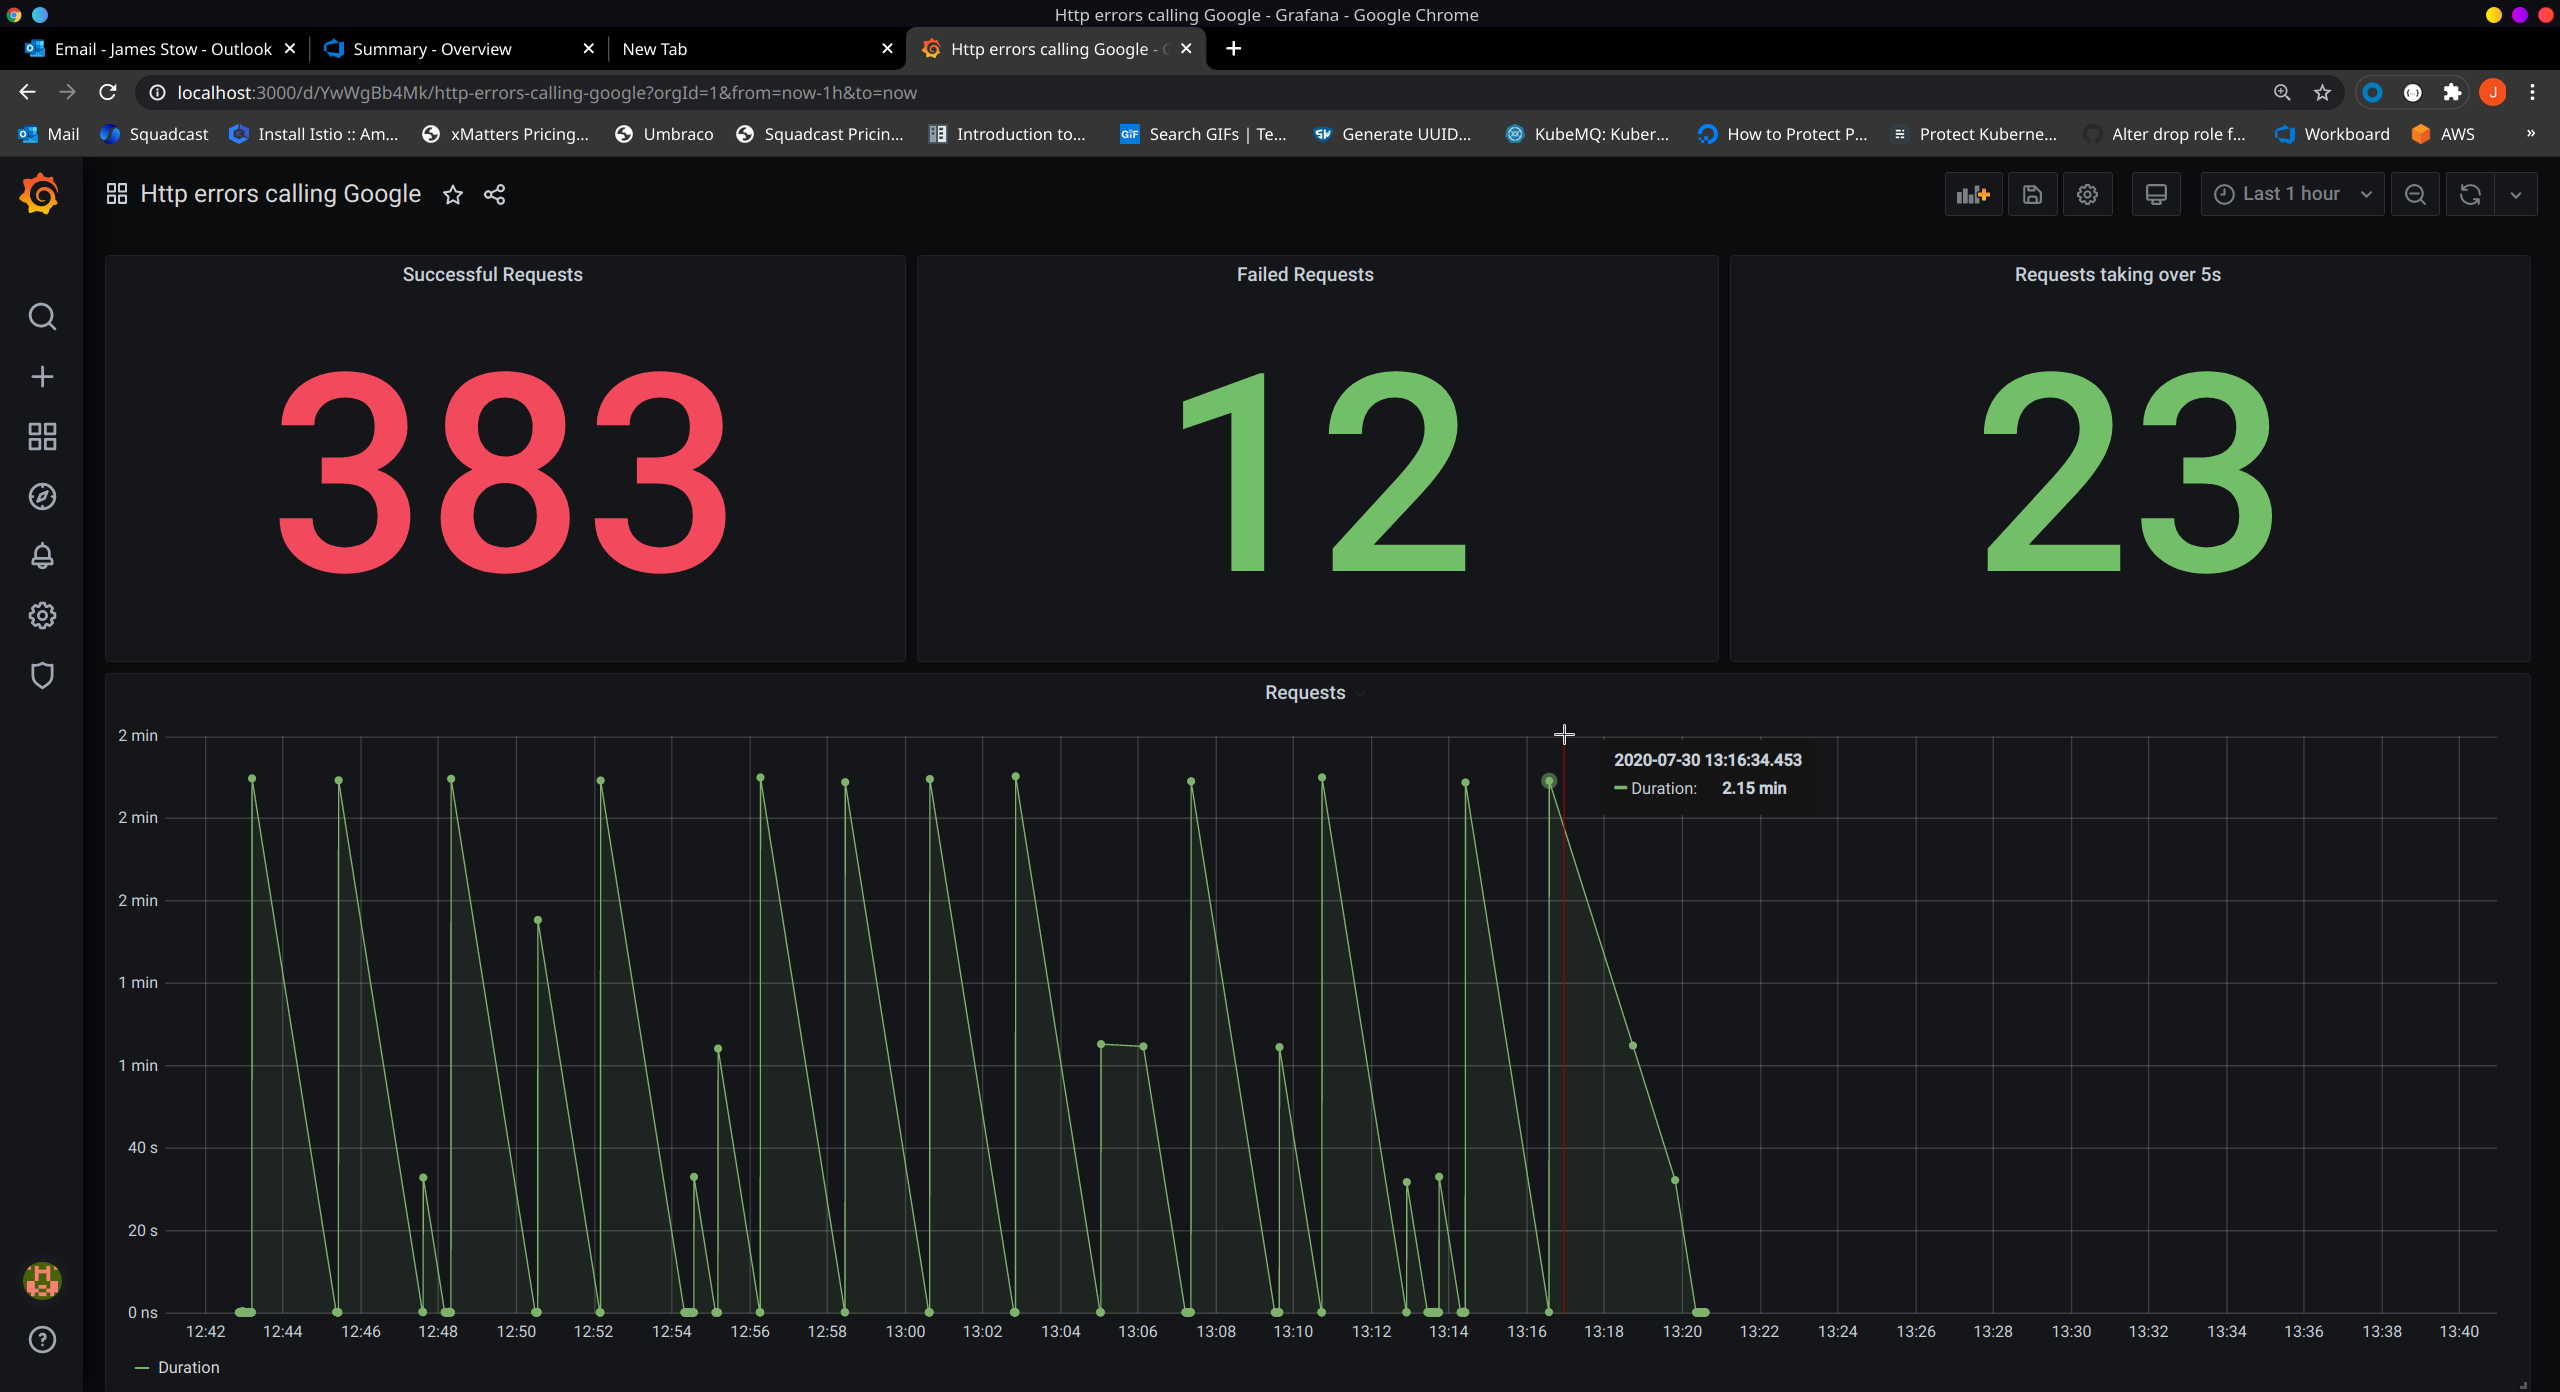 Http errors calling Google - Grafana - Google Chrome
Email - James Stow - Outlook
Summary - Overview
New Tab
Http errors calling Google -
localhost:3000/d/YwWgBb4Mk/http-errors-calling-google?orgId=1&from=now-1h&to=now
J
Mail
Squadcast
Install Istio :: Am...
xMatters Pricing...
Umbraco
Squadcast Pricin...
Introduction to...
GIF
Search GIFs | Te...
Generate UUID...
KubeMQ: Kuber...
How to Protect P...
Protect Kuberne...
Alter drop role f...
Workboard
AWS
»
Http errors calling Google
Last 1 hour
Successful Requests
383
Failed Requests
12
Requests taking over 5s
23
Requests
2 min
2 min
2 min
1 min
1 min
40 s
20 s
0 ns
2020-07-30 13:16:34.453
Duration: 2.15 min
12:42 12:44 12:46 12:48 12:50 12:52 12:54 12:56 12:58 13:00 13:02 13:04 13:06 13:08 13:10 13:12 13:14 13:16 13:18 13:20 13:22 13:24 13:26 13:28 13:30 13:32 13:34 13:36 13:38 13:40
Duration